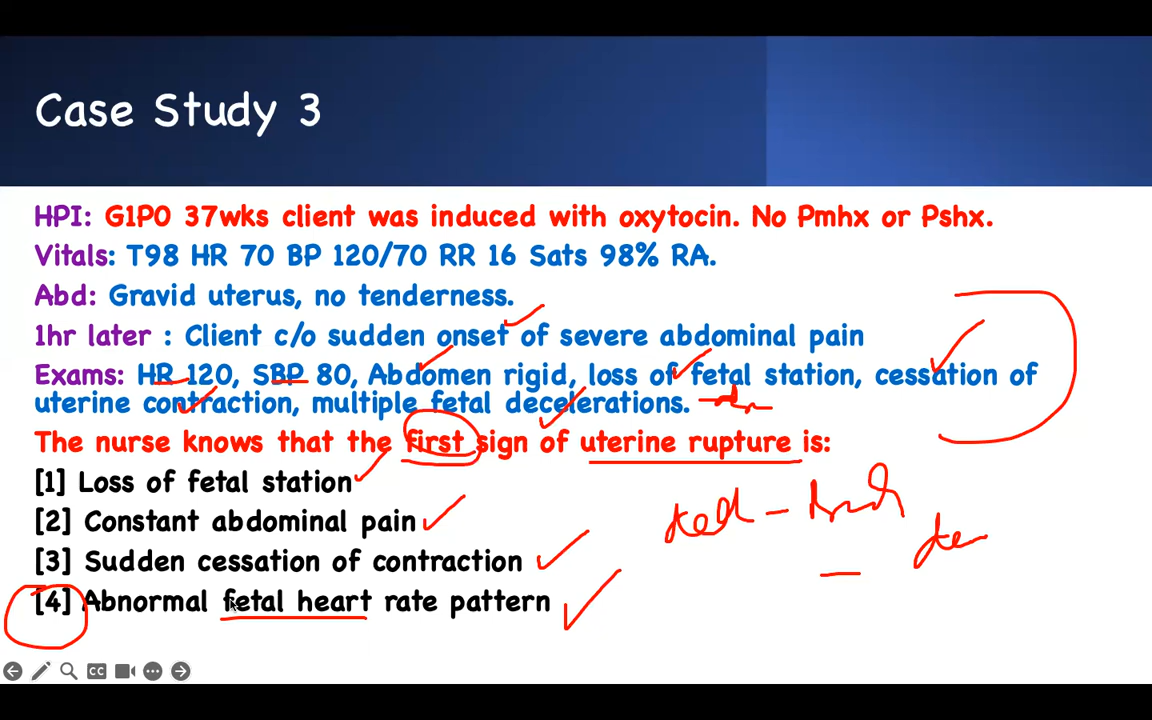 Case Study 3
HPI: G1P0 37wks client was induced with oxytocin. No Pmhx or Pshx.
Vitals: T98 HR 70 BP 120/70 RR 16 Sats 98% RA.
Abd: Gravid uterus, no tenderness.
1hr later : Client c/o sudden onset of severe abdominal pain
Exams: HR 120, SBP 80, Abdomen rigid, loss of fetal station, cessation of
uterine contraction, multiple fetal decelerations.
The nurse knows that the first sign of uterine rupture is:
[1] Loss of fetal station
[2] Constant abdominal pain
[3] Sudden cessation of contraction
[4] Abnormal fetal heart rate pattern
CC